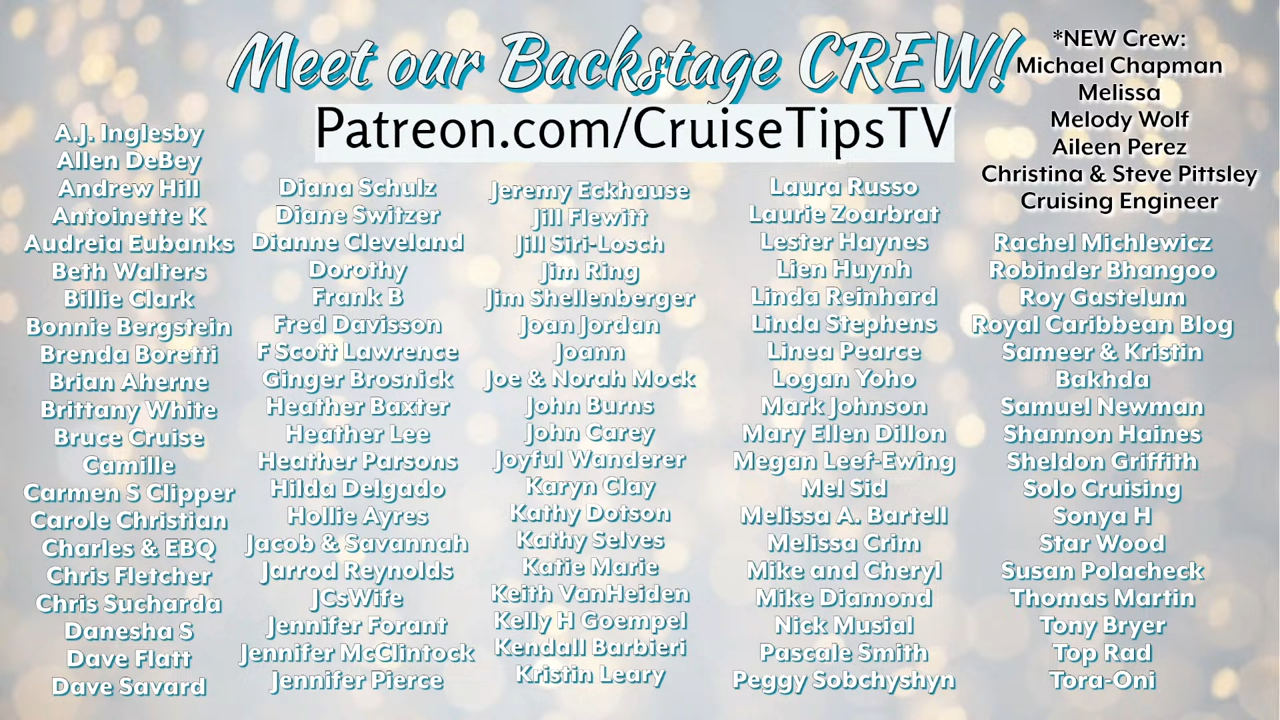 Meet our Backstage CREW!
Patreon.com/CruiseTipsTV
*NEW Crew:
Michael Chapman
Melissa
Melody Wolf
Aileen Perez
Christina & Steve Pittsley
Cruising Engineer
A.J. Inglesby
Allen DeBey
Andrew Hill
Antoinette K
Audreia Eubanks
Beth Walters
Billie Clark
Bonnie Bergstein
Brenda Boretti
Brian Aherne
Brittany White
Bruce Cruise
Camille
Carmen S Clipper
Carole Christian
Charles & EBQ
Chris Fletcher
Chris Sucharda
Danesha S
Dave Flatt
Dave Savard
Diana Schulz
Diane Switzer
Dianne Cleveland
Dorothy
Frank B
Fred Davisson
F Scott Lawrence
Ginger Brosnick
Heather Baxter
Heather Lee
Heather Parsons
Hilda Delgado
Hollie Ayres
Jacob & Savannah
Jarrod Reynolds
JCsWife
Jennifer Forant
Jennifer McClintock
Jennifer Pierce
Jeremy Eckhause
Jill Flewitt
Jill Siri-Losch
Jim Ring
Jim Shellenberger
Joan Jordan
Joann
Joe & Norah Mock
John Burns
John Carey
Joyful Wanderer
Karyn Clay
Kathy Dotson
Kathy Selves
Katie Marie
Keith VanHeiden
Kelly H Goempel
Kendall Barbieri
Kristin Leary
Laura Russo
Laurie Zoarbrat
Lester Haynes
Lien Huynh
Linda Reinhard
Linda Stephens
Linea Pearce
Logan Yoho
Mark Johnson
Mary Ellen Dillon
Megan Leef-Ewing
Mel Sid
Melissa A. Bartell
Melissa Crim
Mike and Cheryl
Mike Diamond
Nick Musial
Pascale Smith
Peggy Sobchyshyn
Rachel Michlewicz
Robinder Bhangoo
Roy Gastelum
Royal Caribbean Blog
Sameer & Kristin
Bakhda
Samuel Newman
Shannon Haines
Sheldon Griffith
Solo Cruising
Sonya H
Star Wood
Susan Polacheck
Thomas Martin
Tony Bryer
Top Rad
Tora-Oni